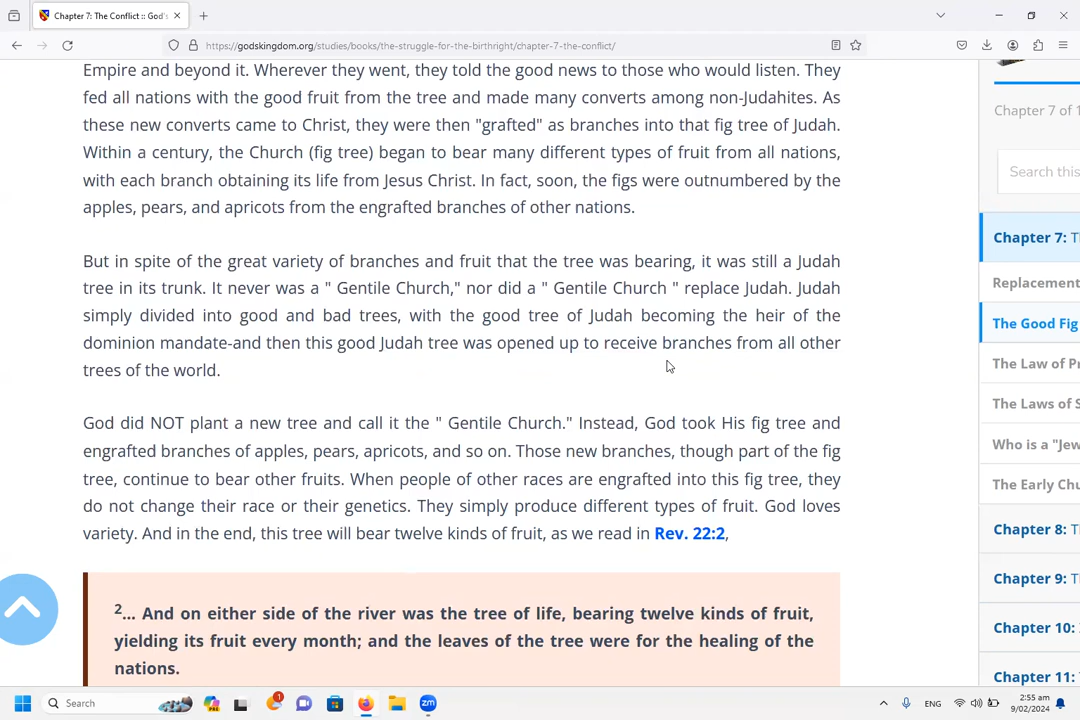 Chapter 7: The Conflict :: God's
https://godskingdom.org/studies/books/the-struggle-for-the-birthright/chapter-7-the-conflict/
Empire and beyond it. Wherever they went, they told the good news to those who would listen. They
fed all nations with the good fruit from the tree and made many converts among non-Judahites. As
these new converts came to Christ, they were then "grafted" as branches into that fig tree of Judah.
Within a century, the Church (fig tree) began to bear many different types of fruit from all nations,
with each branch obtaining its life from Jesus Christ. In fact, soon, the figs were outnumbered by the
apples, pears, and apricots from the engrafted branches of other nations.
But in spite of the great variety of branches and fruit that the tree was bearing, it was still a Judah
tree in its trunk. It never was a " Gentile Church," nor did a " Gentile Church " replace Judah. Judah
simply divided into good and bad trees, with the good tree of Judah becoming the heir of the
dominion mandate-and then this good Judah tree was opened up to receive branches from all other
trees of the world.
God did NOT plant a new tree and call it the " Gentile Church." Instead, God took His fig tree and
engrafted branches of apples, pears, apricots, and so on. Those new branches, though part of the fig
tree, continue to bear other fruits. When people of other races are engrafted into this fig tree, they
do not change their race or their genetics. They simply produce different types of fruit. God loves
variety. And in the end, this tree will bear twelve kinds of fruit, as we read in Rev. 22:2,
2... And on either side of the river was the tree of life, bearing twelve kinds of fruit,
yielding its fruit every month; and the leaves of the tree were for the healing of the
nations.
Chapter 7 of 1
Search this
Chapter 7: Th
Replacement
The Good Fig
The Law of Pr
The Laws of S
Who is a "Jew
The Early Chu
Chapter 8: Th
Chapter 9: Th
Chapter 10:
Chapter 11:
Search
1
ENG
2:55 am
9/02/2024